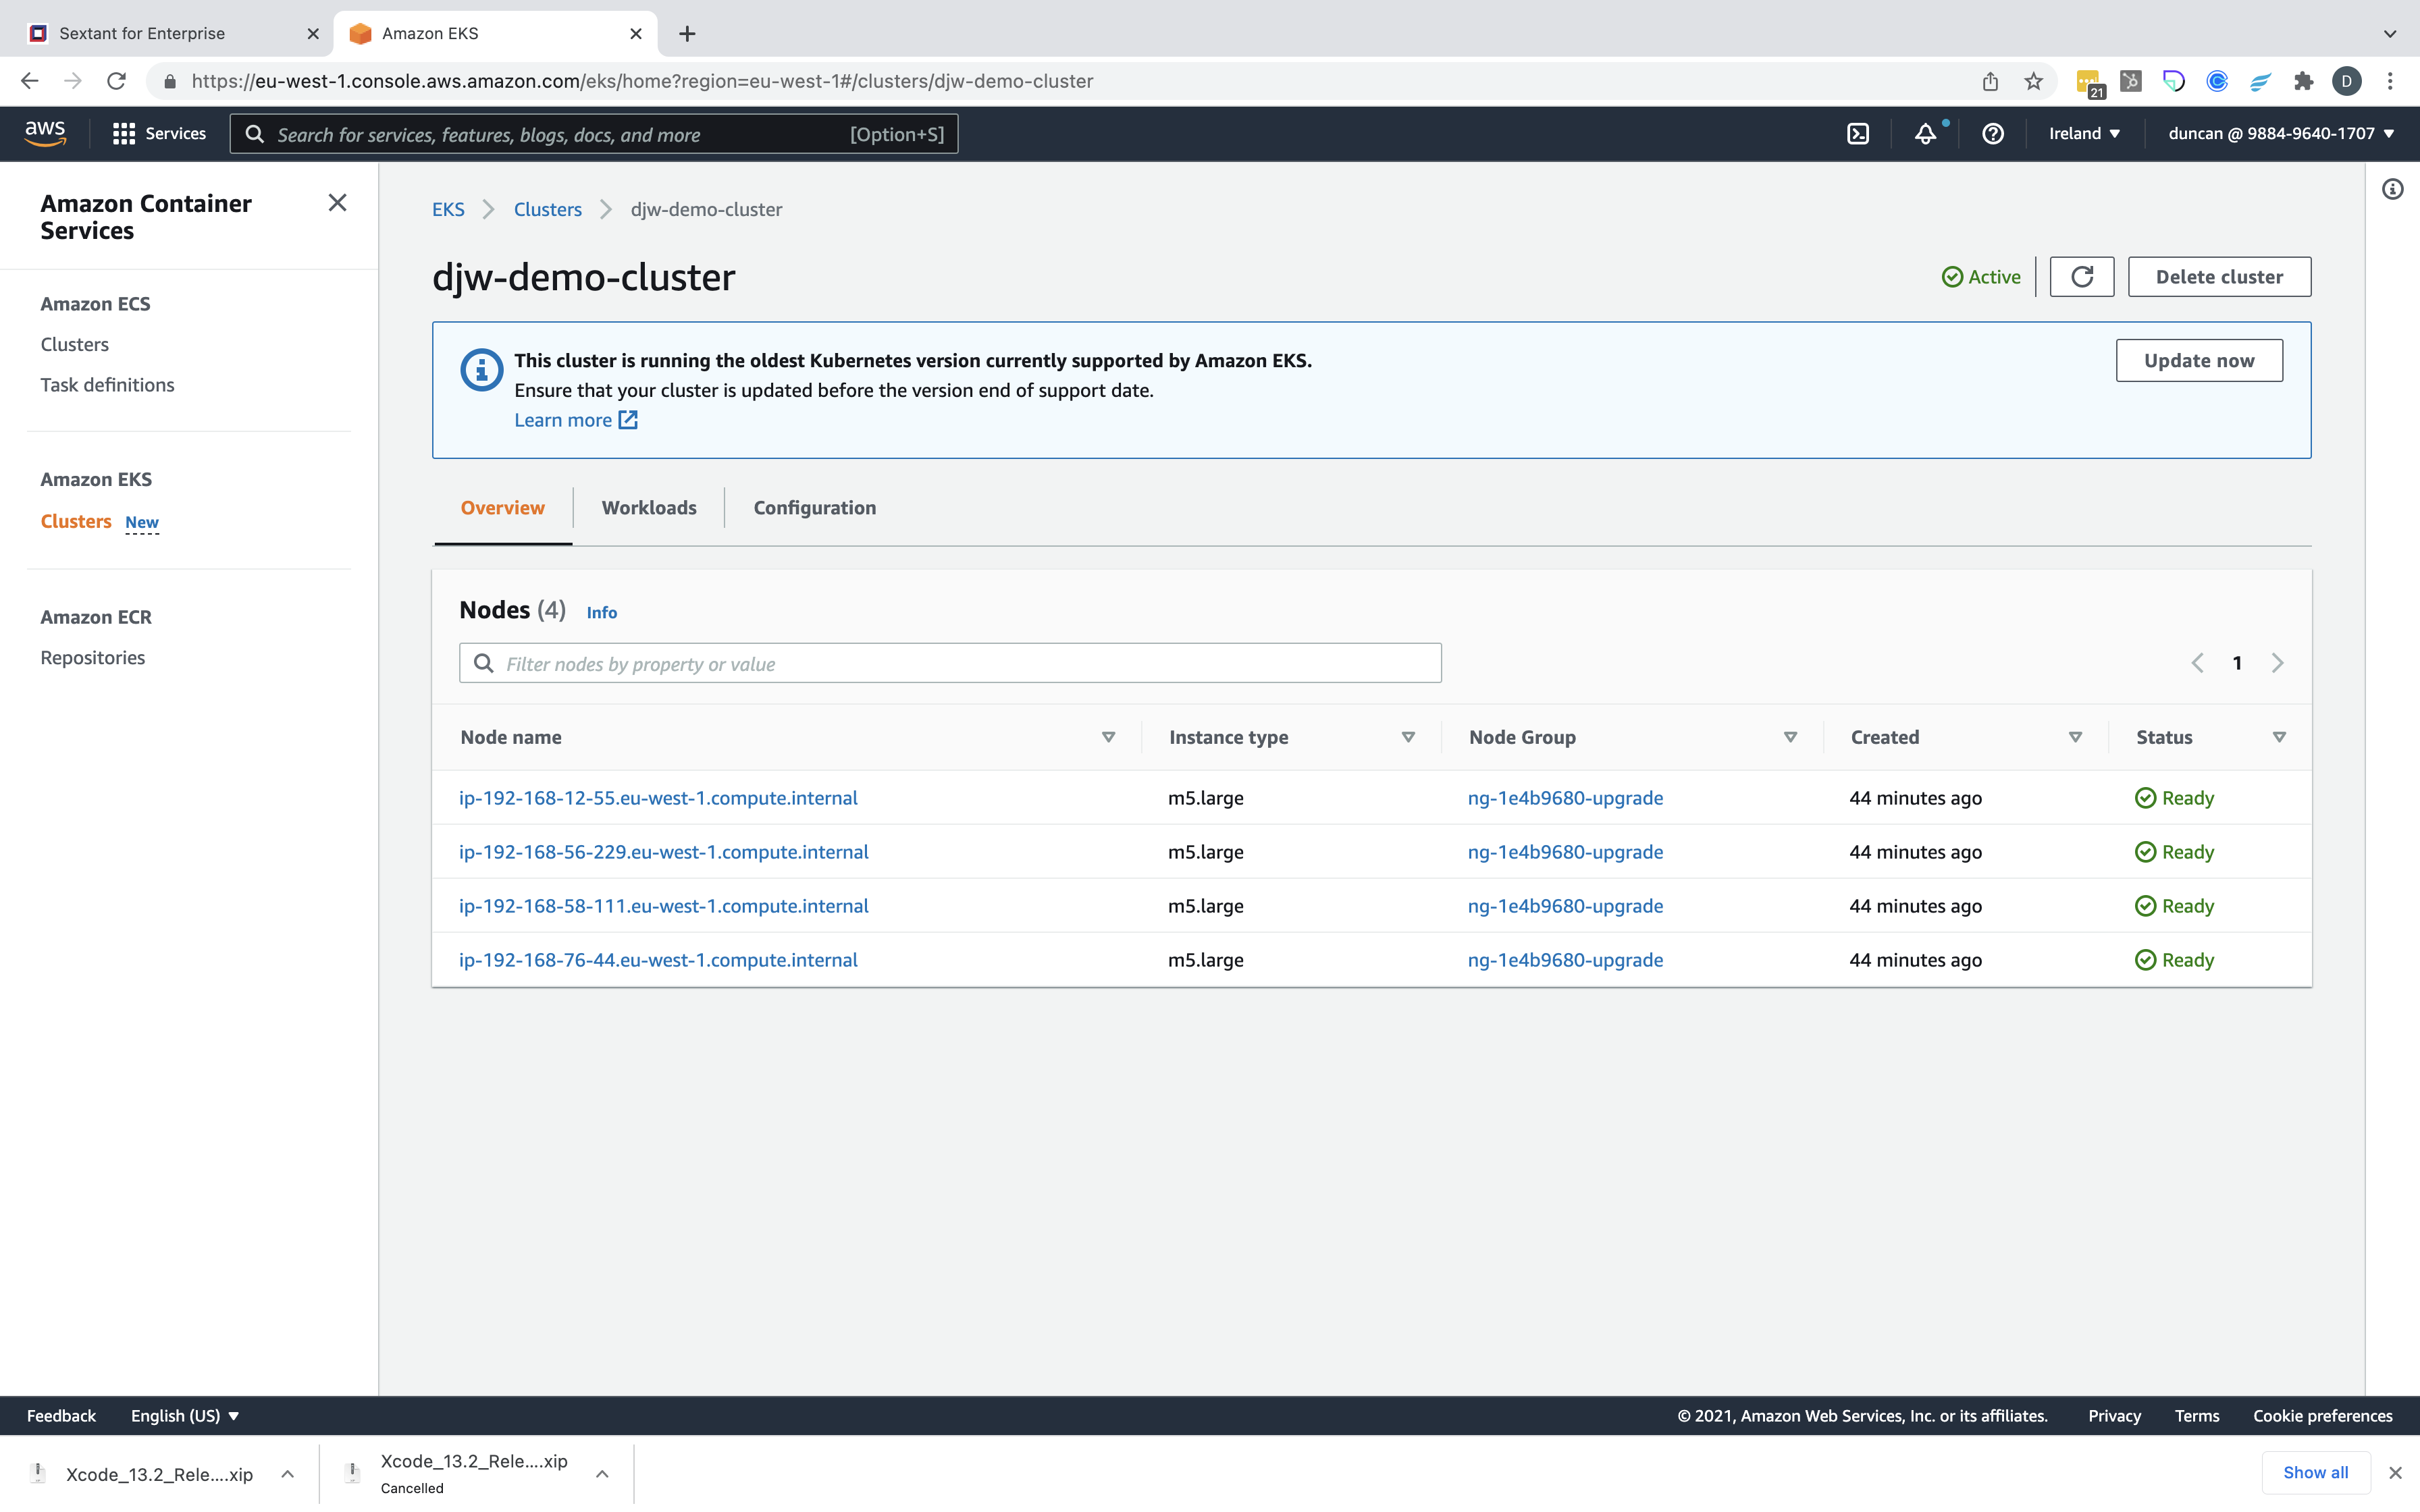 Sextant for Enterprise
Amazon EKS
https://eu-west-1.console.aws.amazon.com/eks/home?region=eu-west-1#/clusters/djw-demo-cluster
21
D
aws
Services
Search for services, features, blogs, docs, and more
[Option+S]
Ireland
duncan @ 9884-9640-1707
Amazon Container
Services
Amazon ECS
Clusters
Task definitions
Amazon EKS
Clusters New
Amazon ECR
Repositories
EKS > Clusters > djw-demo-cluster
djw-demo-cluster
Active
Delete cluster
This cluster is running the oldest Kubernetes version currently supported by Amazon EKS.
Ensure that your cluster is updated before the version end of support date.
Learn more
Update now
Overview
Workloads
Configuration
Nodes (4) Info
Filter nodes by property or value
1
Node name Instance type Node Group Created Status
ip-192-168-12-55.eu-west-1.compute.internal m5.large ng-1e4b9680-upgrade 44 minutes ago Ready
ip-192-168-56-229.eu-west-1.compute.internal m5.large ng-1e4b9680-upgrade 44 minutes ago Ready
ip-192-168-58-111.eu-west-1.compute.internal m5.large ng-1e4b9680-upgrade 44 minutes ago Ready
ip-192-168-76-44.eu-west-1.compute.internal m5.large ng-1e4b9680-upgrade 44 minutes ago Ready
Feedback English (US) © 2021, Amazon Web Services, Inc. or its affiliates. Privacy Terms Cookie preferences
Xcode_13.2_Rele....xip
Xcode_13.2_Rele....xip
Cancelled
Show all